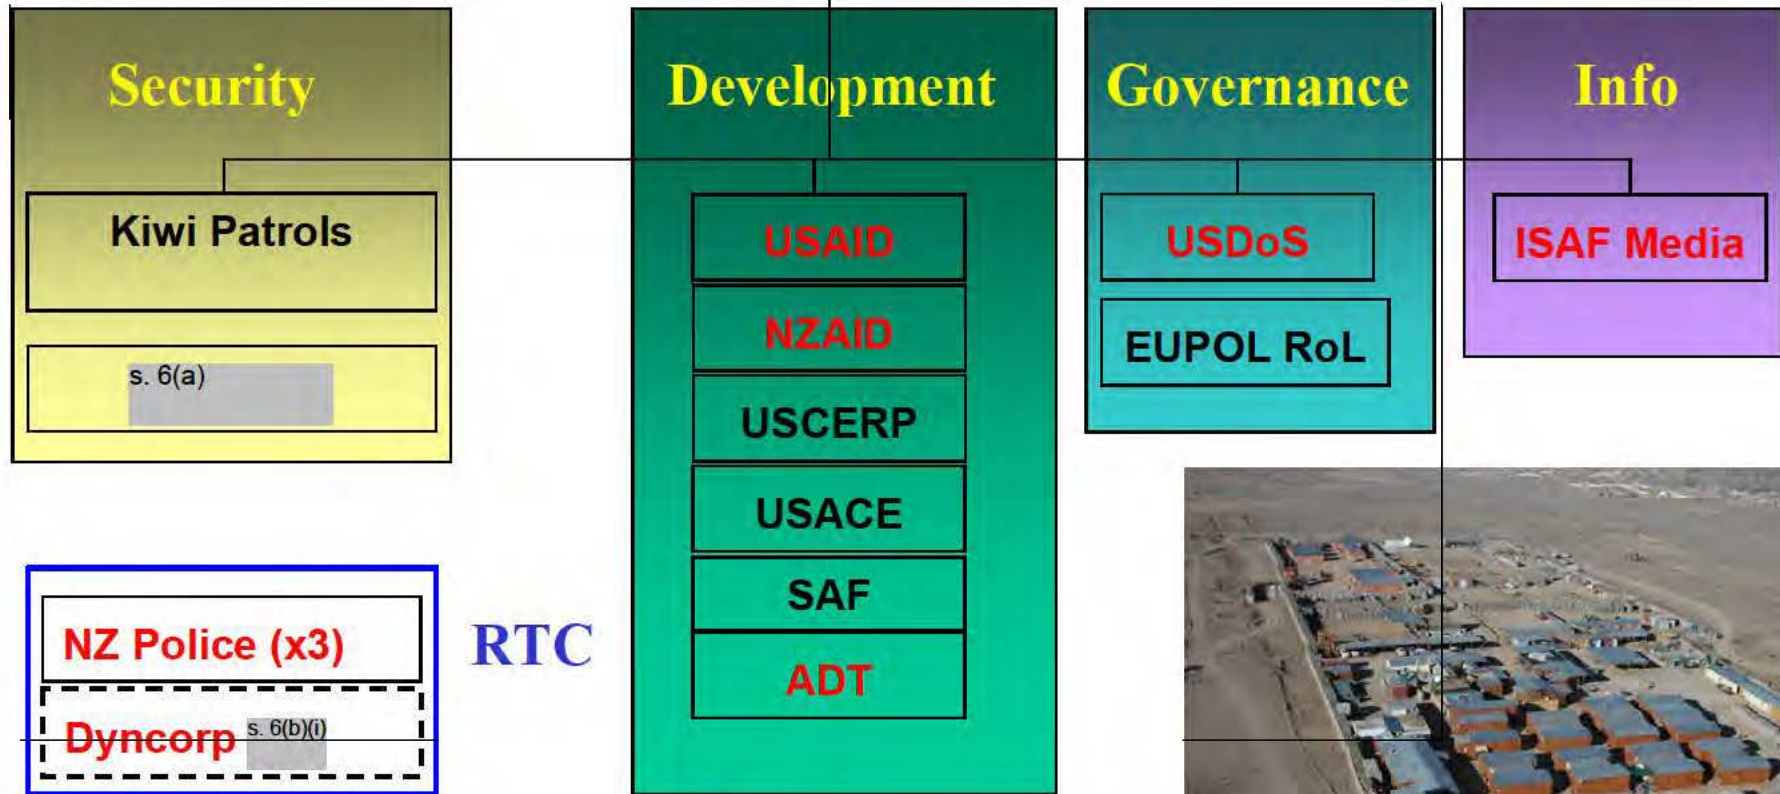 Security
Development
Governance
Info
Kiwi Patrols
s. 6(a)
USAID
NZAID
USCERP
USACE
SAF
ADT
USDoS
EUPOL RoL
ISAF Media
NZ Police (x3)
Dyncorp s. 6(b)(i)
RTC